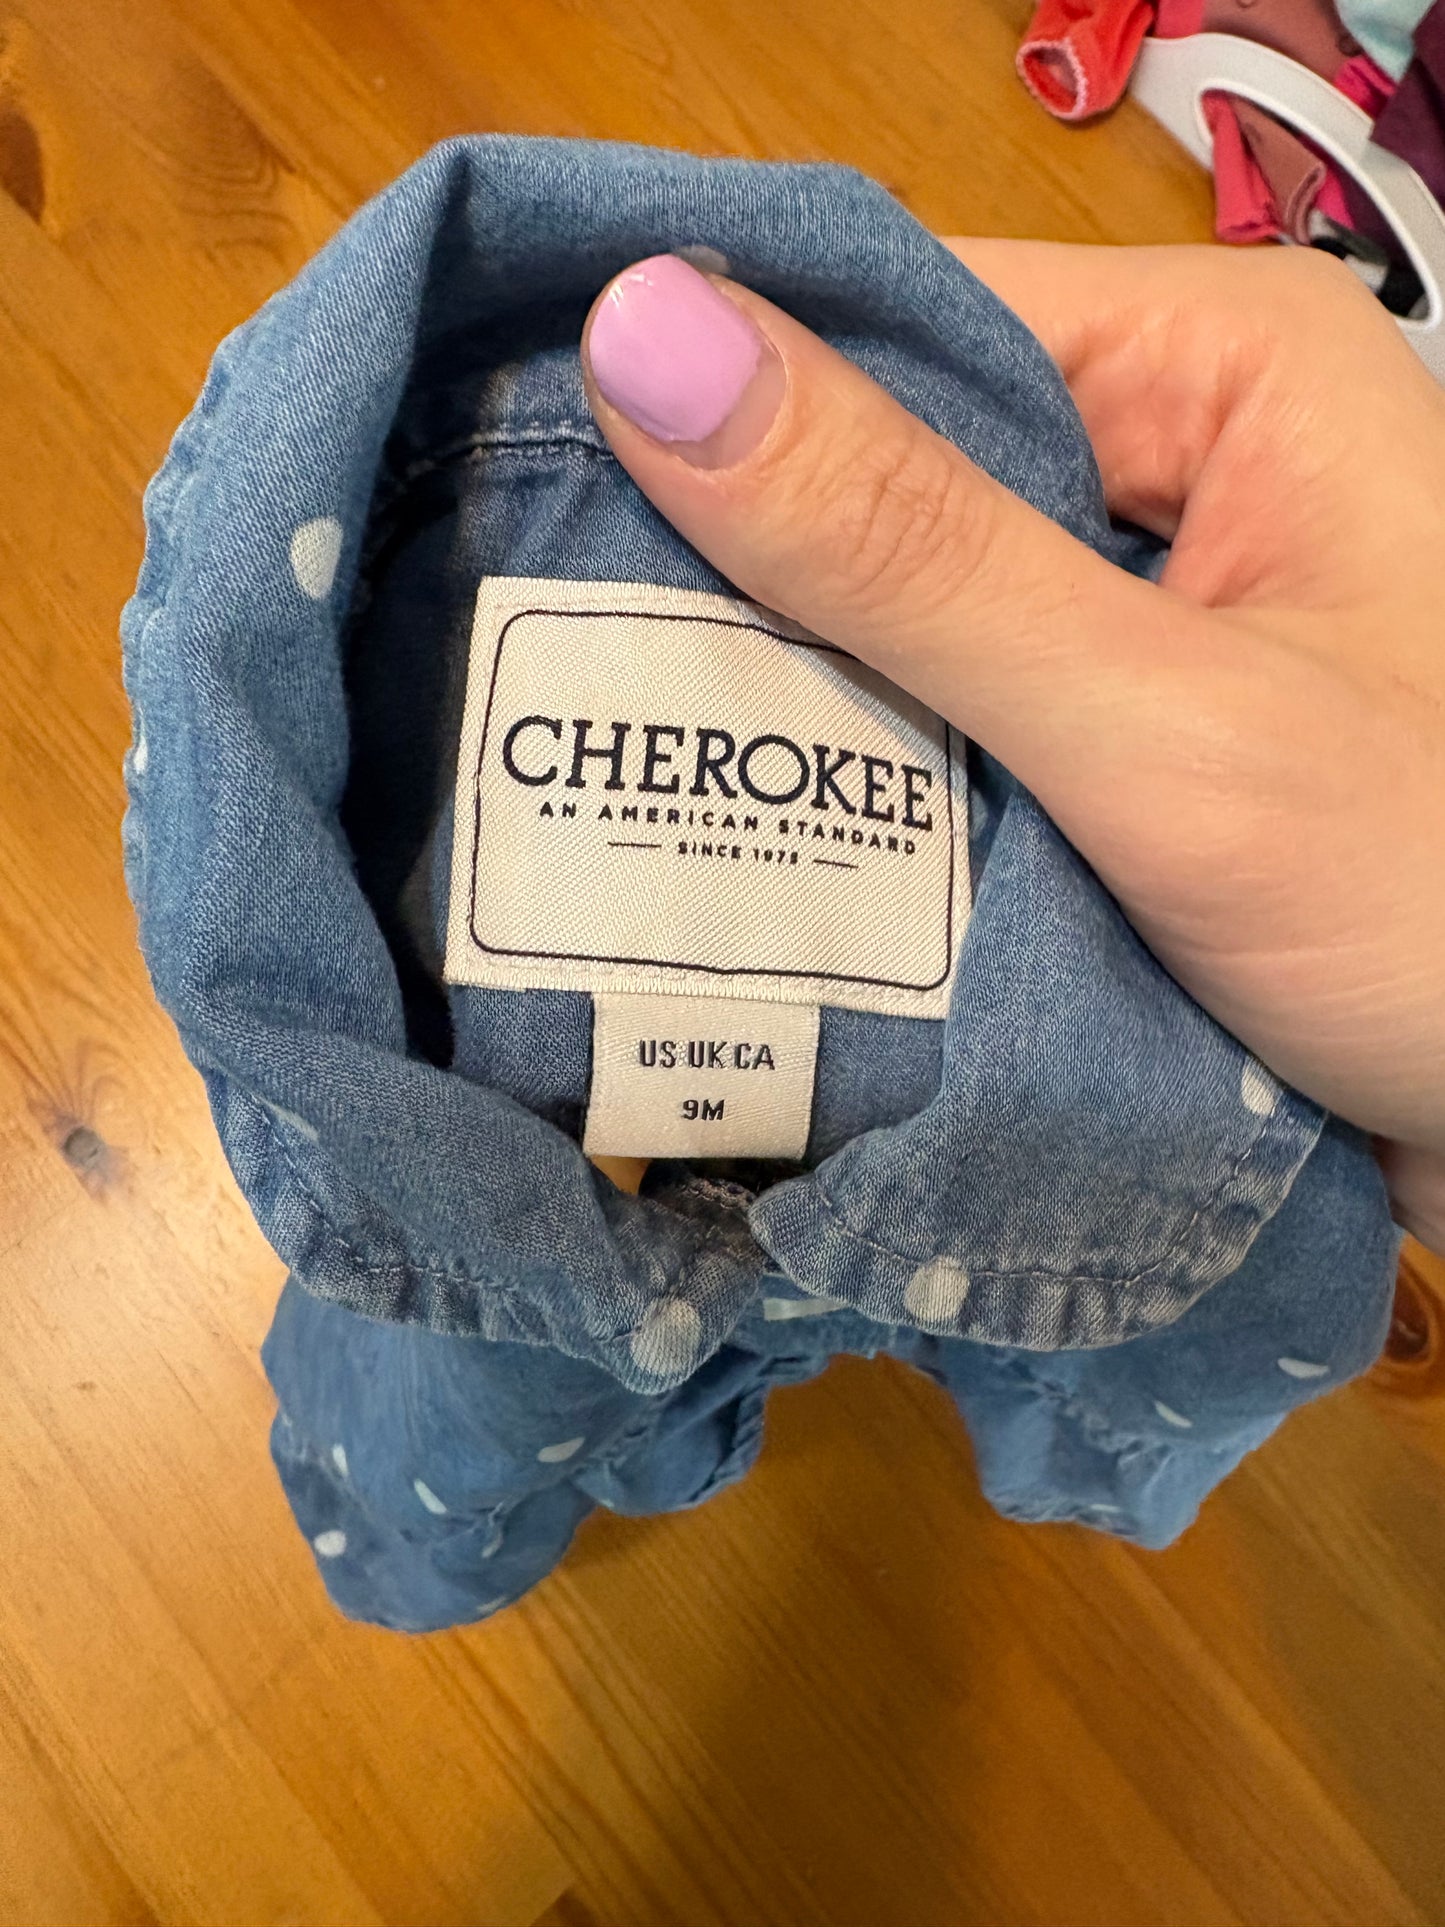 CHEROKEE
AN AMERICAN STANDARD
SINCE 1973
US UK CA
9M